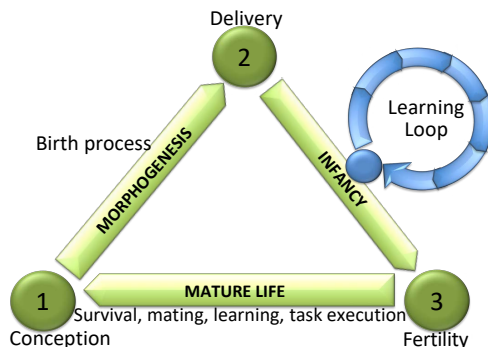 Delivery
2
Learning
Loop
Birth process
MORPHOGENESIS
INFANCY
1
MATURE LIFE
3
Survival, mating, learning, task execution
Conception
Fertility